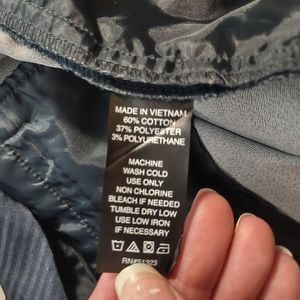 MADE IN VIETNAM
60% COTTON
37% POLYESTER
3% POLYURETHANE
MACHINE
WASH COLD
USE ONLY
NON CHLORINE
BLEACH IF NEEDED
TUMBLE DRY LOW
USE LOW IRON
IF NECESSARY
RN#51323